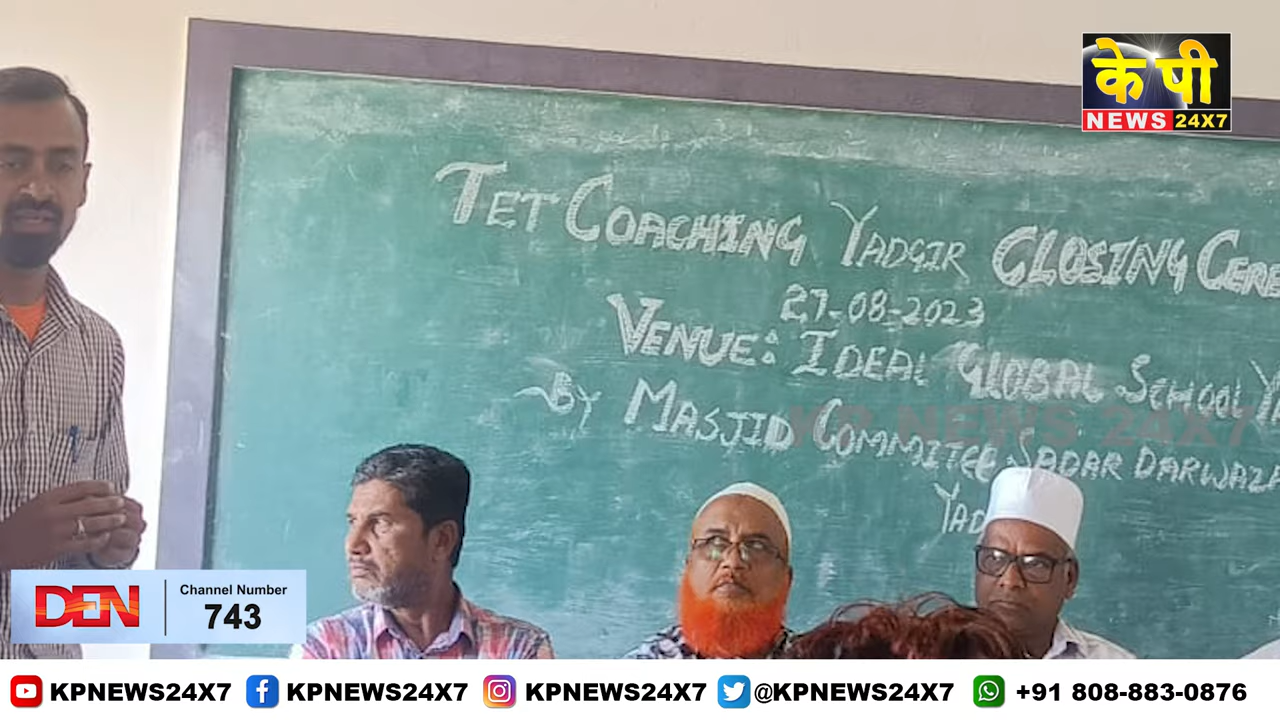 के पी
NEWS 24X7
TET COACHING YADGIR CLOSING CERE
27-08-2023
VENUE: IDEAL GLOBAL SCHOOL YA
BY MASJID COMMITEE SADAR DARWAZA
YAD
KP NEWS 24X7
DEN
Channel Number
743
KPNEWS24X7 KPNEWS24X7 KPNEWS24X7 @KPNEWS24X7 +91 808-883-0876